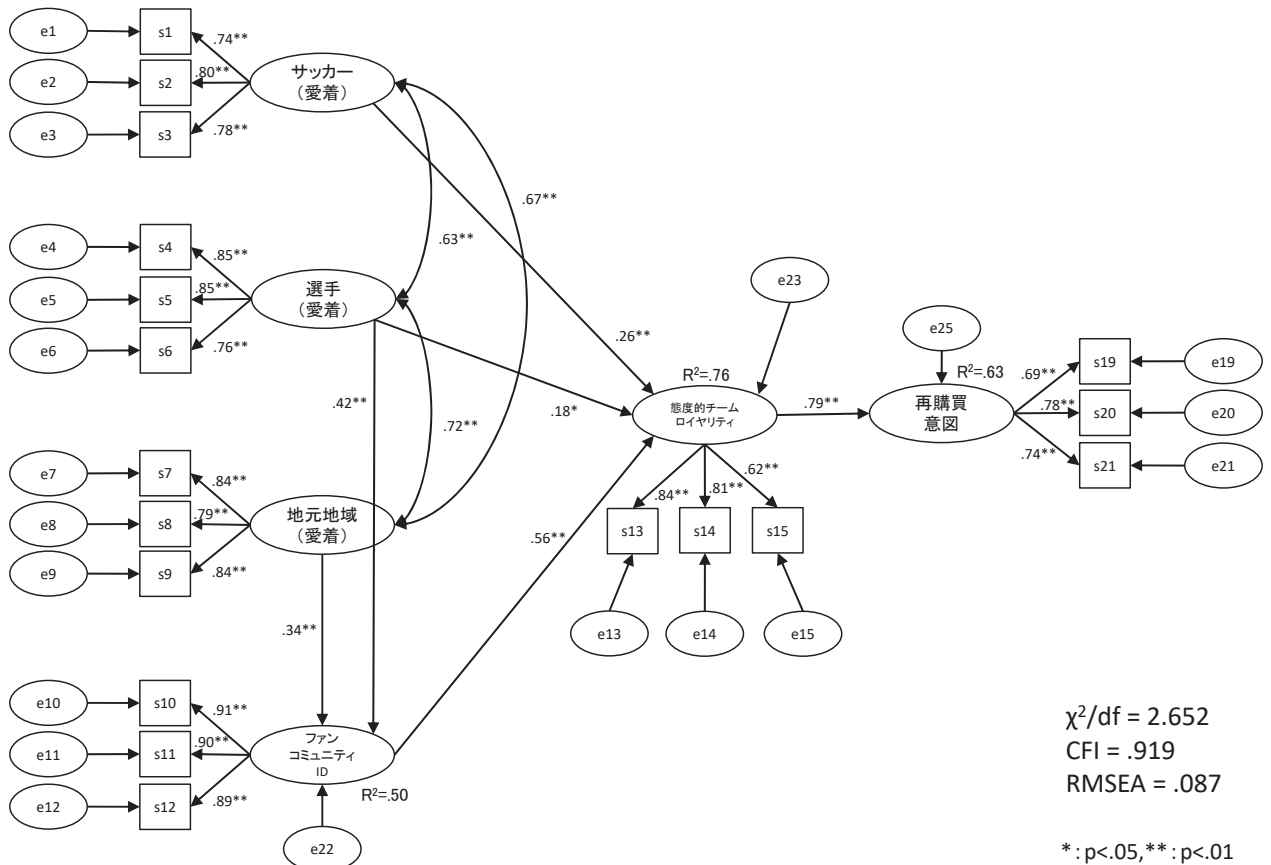 e1
s1
.74**
e2
s2
.80**
e3
s3
.78**
サッカー
(愛着)
.67**
.63**
e4
s4
.85**
e5
s5
.85**
e6
s6
.76**
選手
(愛着)
e23
.26**
e25
R²=.76
R²=.63
.42**
.18*
態度的チーム
ロイヤリティ
.79**
再購買
意図
.69**
s19
e19
.78**
s20
e20
.74**
s21
e21
.72**
e7
s7
.84**
e8
s8
.79**
e9
s9
.84**
地元地域
(愛着)
.56**
.84**
.81**
.62**
s13
s14
s15
e13
e14
e15
.34**
e10
s10
.91**
e11
s11
.90**
e12
s12
.89**
ファン
コミュニティ
ID
R²=.50
e22
χ²/df = 2.652
CFI = .919
RMSEA = .087
*:p<.05,**:p<.01